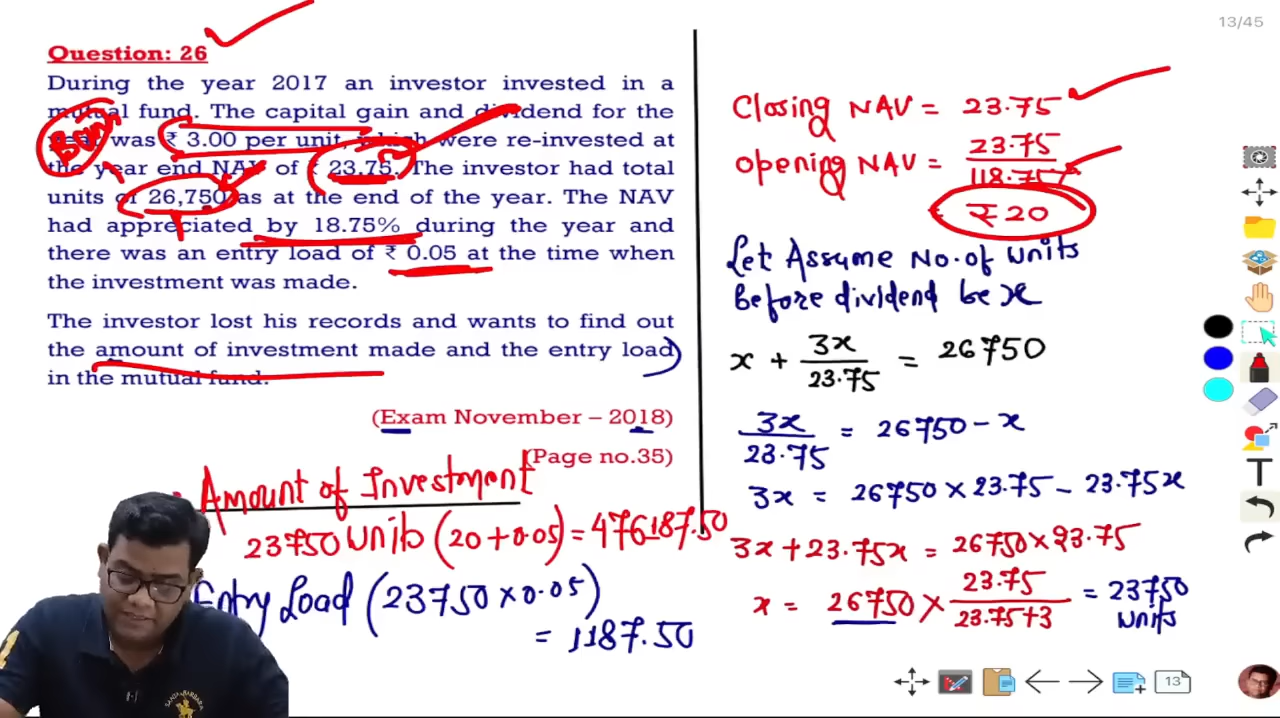 13/45
Question: 26
During the year 2017 an investor invested in a
mutual fund. The capital gain and dividend for the
year was ₹ 3.00 per unit, which were re-invested at
the year end NAV of ₹ 23.75. The investor had total
units of 26,750 as at the end of the year. The NAV
had appreciated by 18.75% during the year and
there was an entry load of ₹ 0.05 at the time when
the investment was made.
The investor lost his records and wants to find out
the amount of investment made and the entry load
in the mutual fund.
(Exam November – 2018)
(Page no.35)
Amount of Investment
23750 Units (20+0.05) = 476187.50
Entry Load (23750 × 0.05)
= 1187.50
Closing NAV = 23.75
Opening NAV = 23.75
118.75
₹ 20
Let Assume No. of Units
Before dividend be x
x + 3x / 23.75 = 26750
3x / 23.75 = 26750 - x
3x = 26750 × 23.75 - 23.75x
3x + 23.75x = 26750 × 23.75
x = 26750 × 23.75 / 23.75+3 = 23750
Units
13